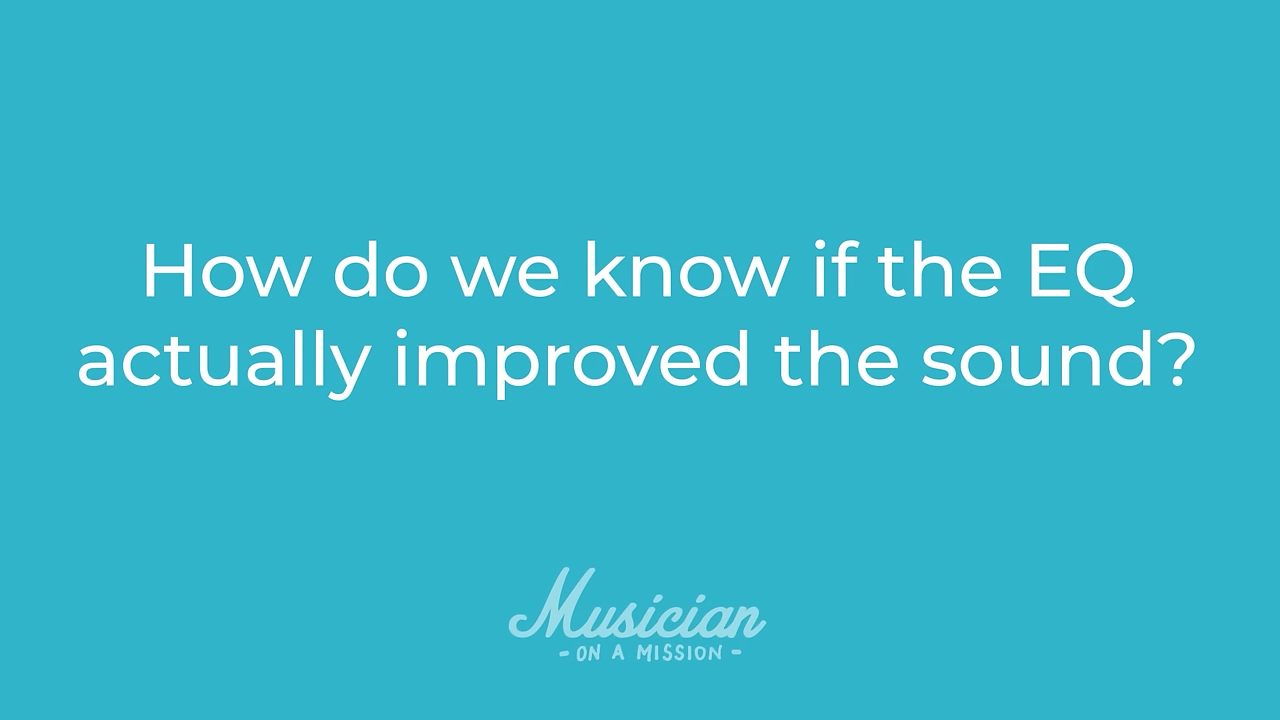 How do we know if the EQ
actually improved the sound?
Musician
- ON A MISSION -